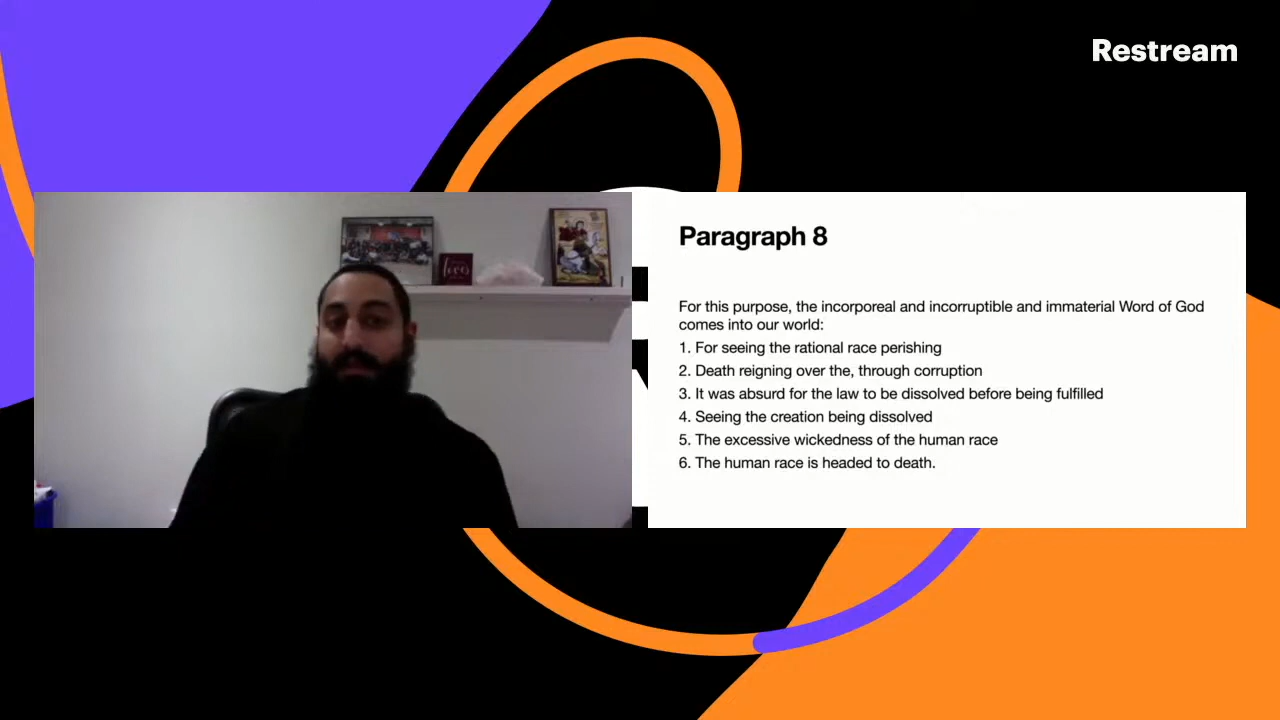 Restream
love
Paragraph 8
For this purpose, the incorporeal and incorruptible and immaterial Word of God
comes into our world:
1. For seeing the rational race perishing
2. Death reigning over the, through corruption
3. It was absurd for the law to be dissolved before being fulfilled
4. Seeing the creation being dissolved
5. The excessive wickedness of the human race
6. The human race is headed to death.